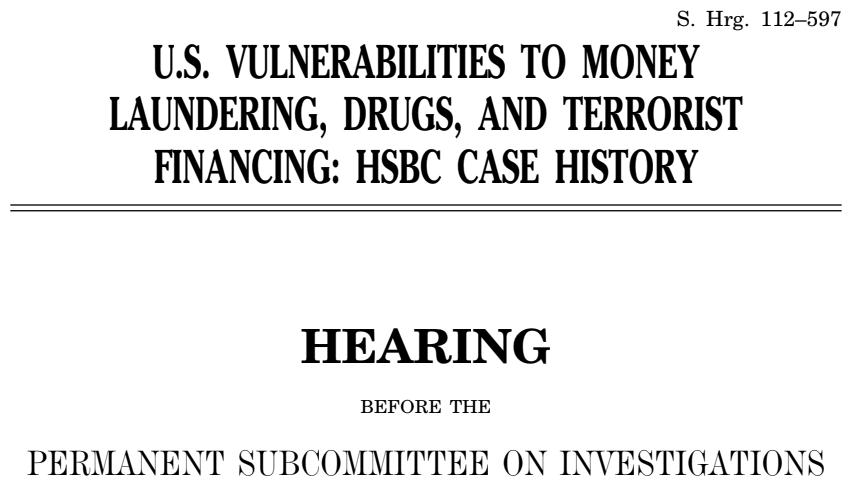 S. Hrg. 112–597
U.S. VULNERABILITIES TO MONEY
LAUNDERING, DRUGS, AND TERRORIST
FINANCING: HSBC CASE HISTORY
HEARING
BEFORE THE
PERMANENT SUBCOMMITTEE ON INVESTIGATIONS